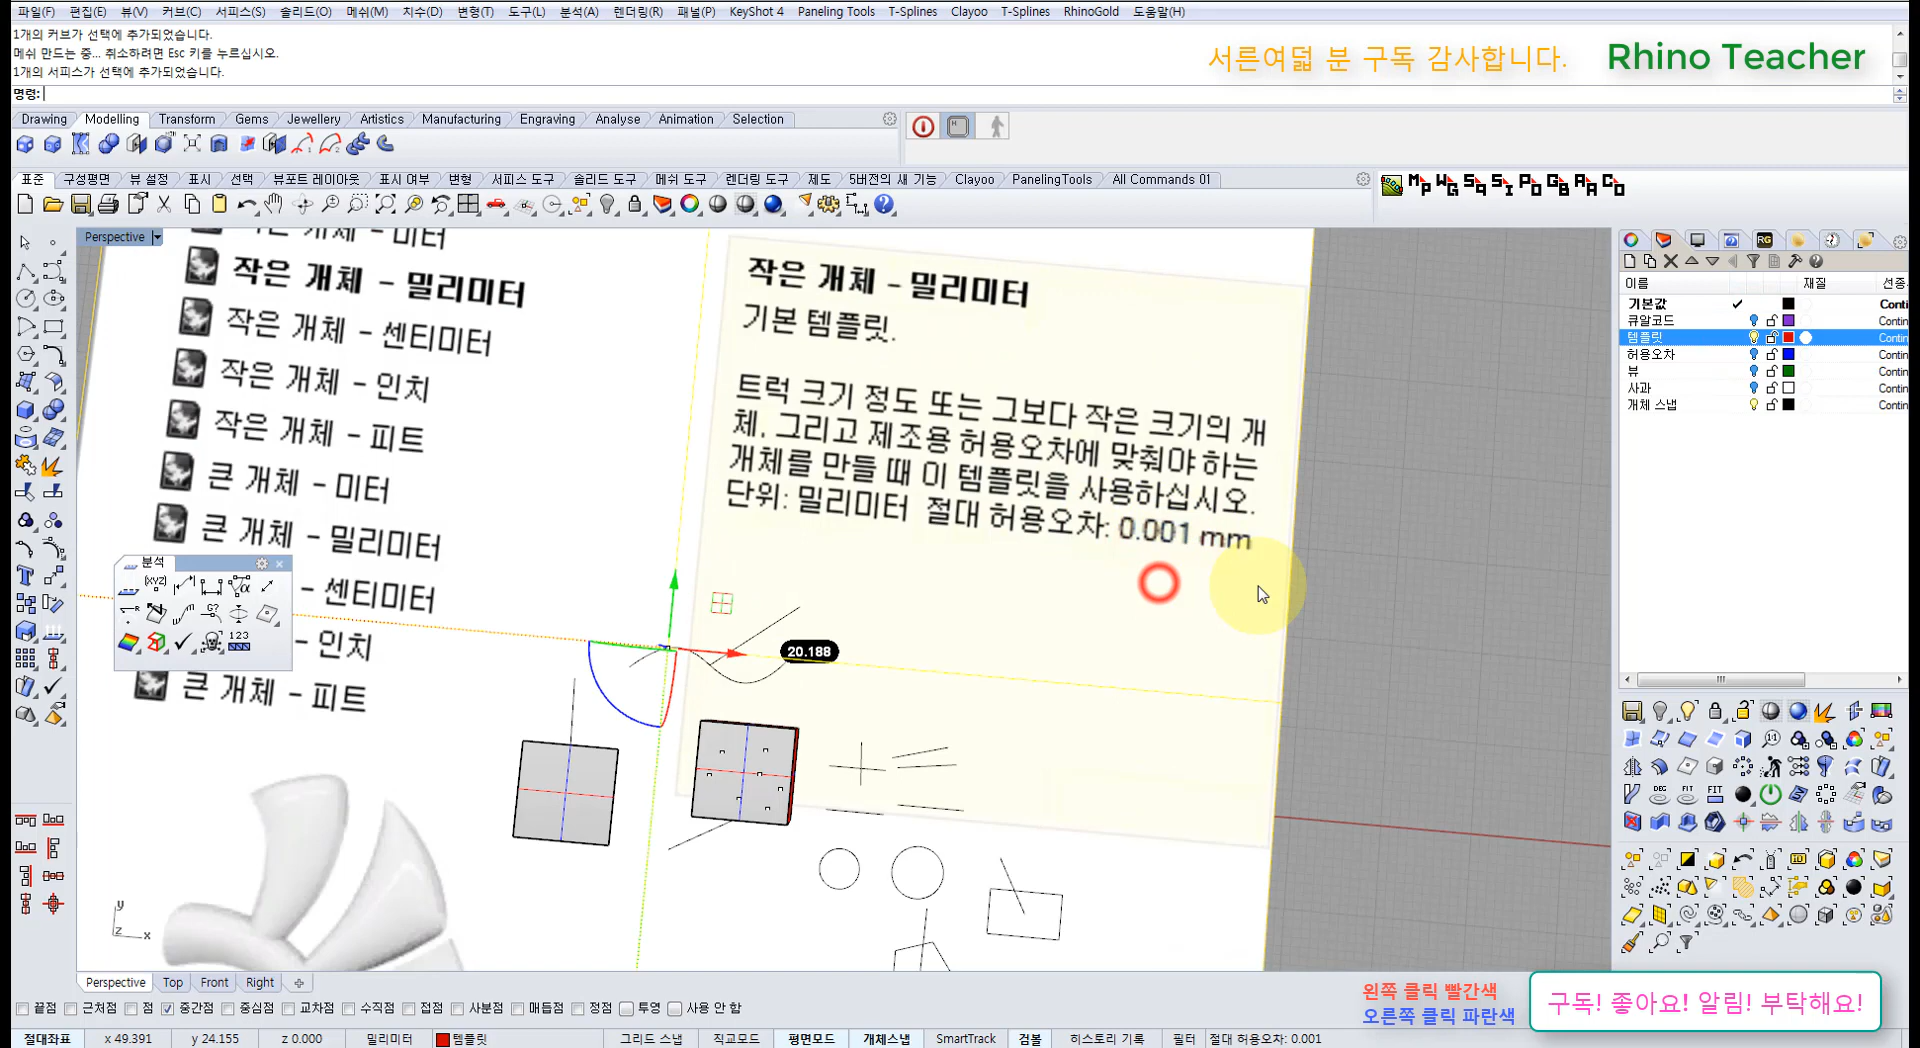 파일(F) 편집(E) 뷰(V) 커브(C) 서피스(S) 솔리드(O) 메쉬(M) 치수(D) 변형(T) 도구(L) 분석(A) 렌더링(R) 패널(P) KeyShot 4 Paneling Tools T-Splines Clayoo T-Splines RhinoGold 도움말(H)
1개의 커브가 선택에 추가되었습니다.
메쉬 만드는 중... 취소하려면 Esc 키를 누르십시오.
1개의 서피스가 선택에 추가되었습니다.
명령:
서른여덟 분 구독 감사합니다. Rhino Teacher
Drawing Modelling Transform Gems Jewellery Artistics Manufacturing Engraving Analyse Animation Selection
표준 구성평면 뷰 설정 표시 선택 뷰포트 레이아웃 표시 여부 변형 서피스 도구 솔리드 도구 메쉬 도구 렌더링 도구 제도 5버전의 새 기능 Clayoo PanelingTools All Commands 01
Perspective
작은 개체 - 밀리미터
작은 개체 - 센티미터
작은 개체 - 인치
작은 개체 - 피트
큰 개체 - 미터
큰 개체 - 밀리미터
- 센티미터
- 인치
큰 개체 - 피트
분석
작은 개체 - 밀리미터
기본 템플릿.
트럭 크기 정도 또는 그보다 작은 크기의 개
체. 그리고 제조용 허용오차에 맞춰야 하는
개체를 만들 때 이 템플릿을 사용하십시오.
단위: 밀리미터 절대 허용오차: 0.001 mm
20.188
y
z x
이름 재질 선종
기본값 Conti
큐알코드 Contin
템플릿 Contin
허용오차 Contin
뷰 Contin
사과 Contin
개체 스냅 Contin
Perspective Top Front Right
끝점 근처점 점 중간점 중심점 교차점 수직점 접점 사분점 매듭점 정점 투영 사용 안 함
왼쪽 클릭 빨간색
오른쪽 클릭 파란색
구독! 좋아요! 알림! 부탁해요!
절대좌표 x 49.391 y 24.155 z 0.000 밀리미터 템플릿 그리드 스냅 직교모드 평면모드 개체스냅 SmartTrack 검볼 히스토리 기록 필터 절대 허용오차: 0.001